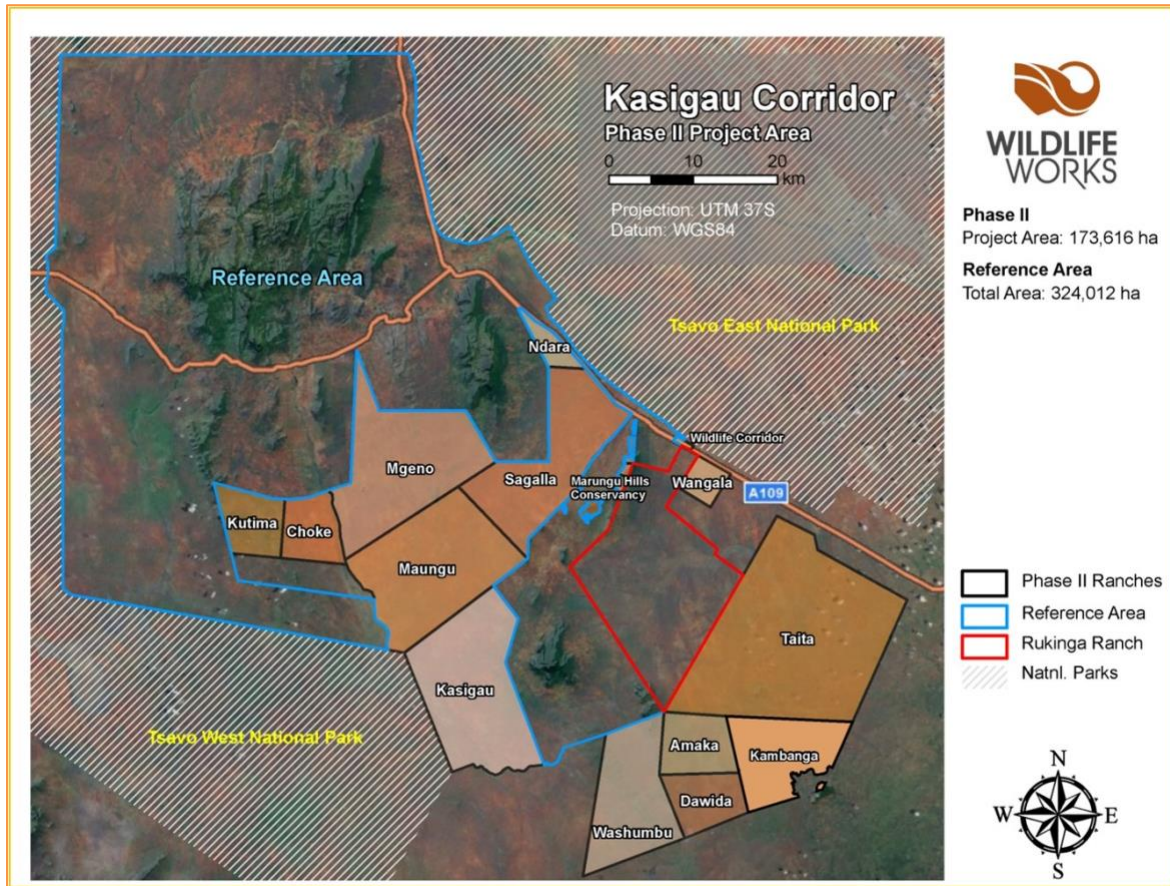 Kasigau Corridor
Phase II Project Area
0 10 20
km
Projection: UTM 37S
Datum: WGS84
Reference Area
Tsavo East National Park
Ndara
Wildlife Corridor
Mgeno
Sagalla
Marungu Hills
Conservancy
Wangala
A109
Kutima
Choke
Maungu
Taita
Kasigau
Tsavo West National Park
Amaka
Kambanga
Dawida
Washumbu
WILDLIFE
WORKS
Phase II
Project Area: 173,616 ha
Reference Area
Total Area: 324,012 ha
Phase II Ranches
Reference Area
Rukinga Ranch
Natnl. Parks
N
W E
S